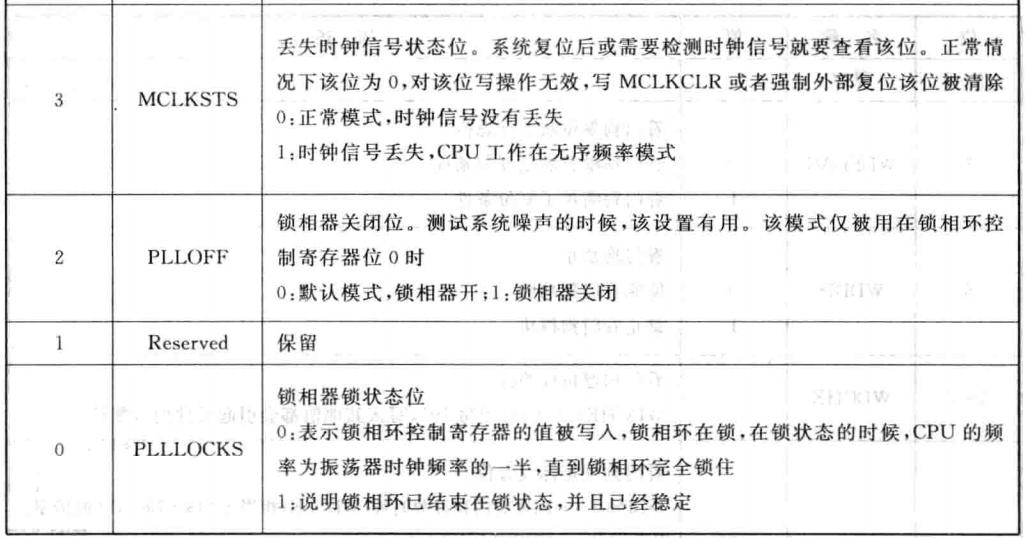 3
MCLKSTS
丢失时钟信号状态位。系统复位后或需要检测时钟信号就要查看该位。正常情
况下该位为 0,对该位写操作无效,写 MCLKCLR 或者强制外部复位该位被清除
0:正常模式,时钟信号没有丢失
1:时钟信号丢失,CPU 工作在无序频率模式
2
PLLOFF
锁相器关闭位。测试系统噪声的时候,该设置有用。该模式仅被用在锁相环控
制寄存器位 0 时
0:默认模式,锁相器开;1:锁相器关闭
1
Reserved
保留
0
PLLLOCKS
锁相器锁状态位
0:表示锁相环控制寄存器的值被写入,锁相环在锁,在锁状态的时候,CPU 的频
率为振荡器时钟频率的一半,直到锁相环完全锁住
1:说明锁相环已结束在锁状态,并且已经稳定